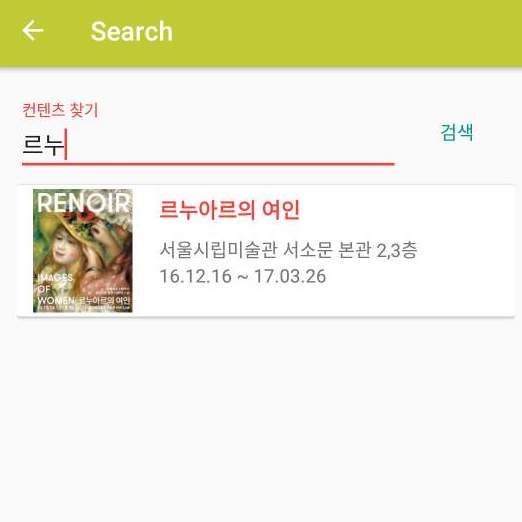 Search
컨텐츠 찾기
르누
검색
RENOIR
IMAGES
OF
WOMEN 르누아르의 여인
르누아르의 여인
서울시립미술관 서소문 본관 2,3층
16.12.16 ~ 17.03.26